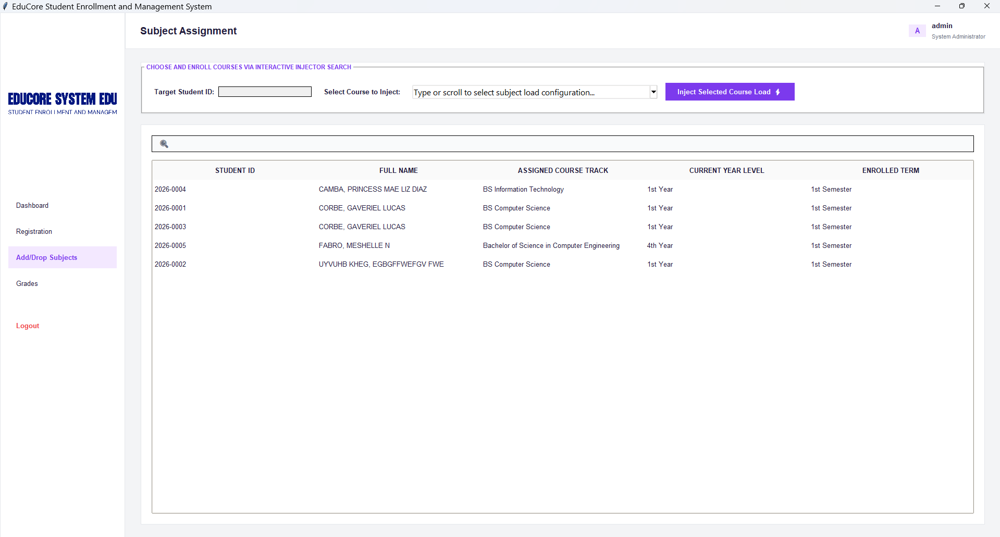 EduCore Student Enrollment and Management System
Subject Assignment
A
admin
System Administrator
EDUCORE SYSTEM EDU
STUDENT ENROLLMENT AND MANAGEM
Dashboard
Registration
Add/Drop Subjects
Grades
Logout
CHOOSE AND ENROLL COURSES VIA INTERACTIVE INJECTOR SEARCH
Target Student ID:
Select Course to Inject:
Type or scroll to select subject load configuration...
Inject Selected Course Load
STUDENT ID FULL NAME ASSIGNED COURSE TRACK CURRENT YEAR LEVEL ENROLLED TERM
2026-0004 CAMBA, PRINCESS MAE LIZ DIAZ BS Information Technology 1st Year 1st Semester
2026-0001 CORBE, GAVERIEL LUCAS BS Computer Science 1st Year 1st Semester
2026-0003 CORBE, GAVERIEL LUCAS BS Computer Science 1st Year 1st Semester
2026-0005 FABRO, MESHELLE N Bachelor of Science in Computer Engineering 4th Year 1st Semester
2026-0002 UYVUHB KHEG, EGBGFFWEFGV FWE BS Computer Science 1st Year 1st Semester